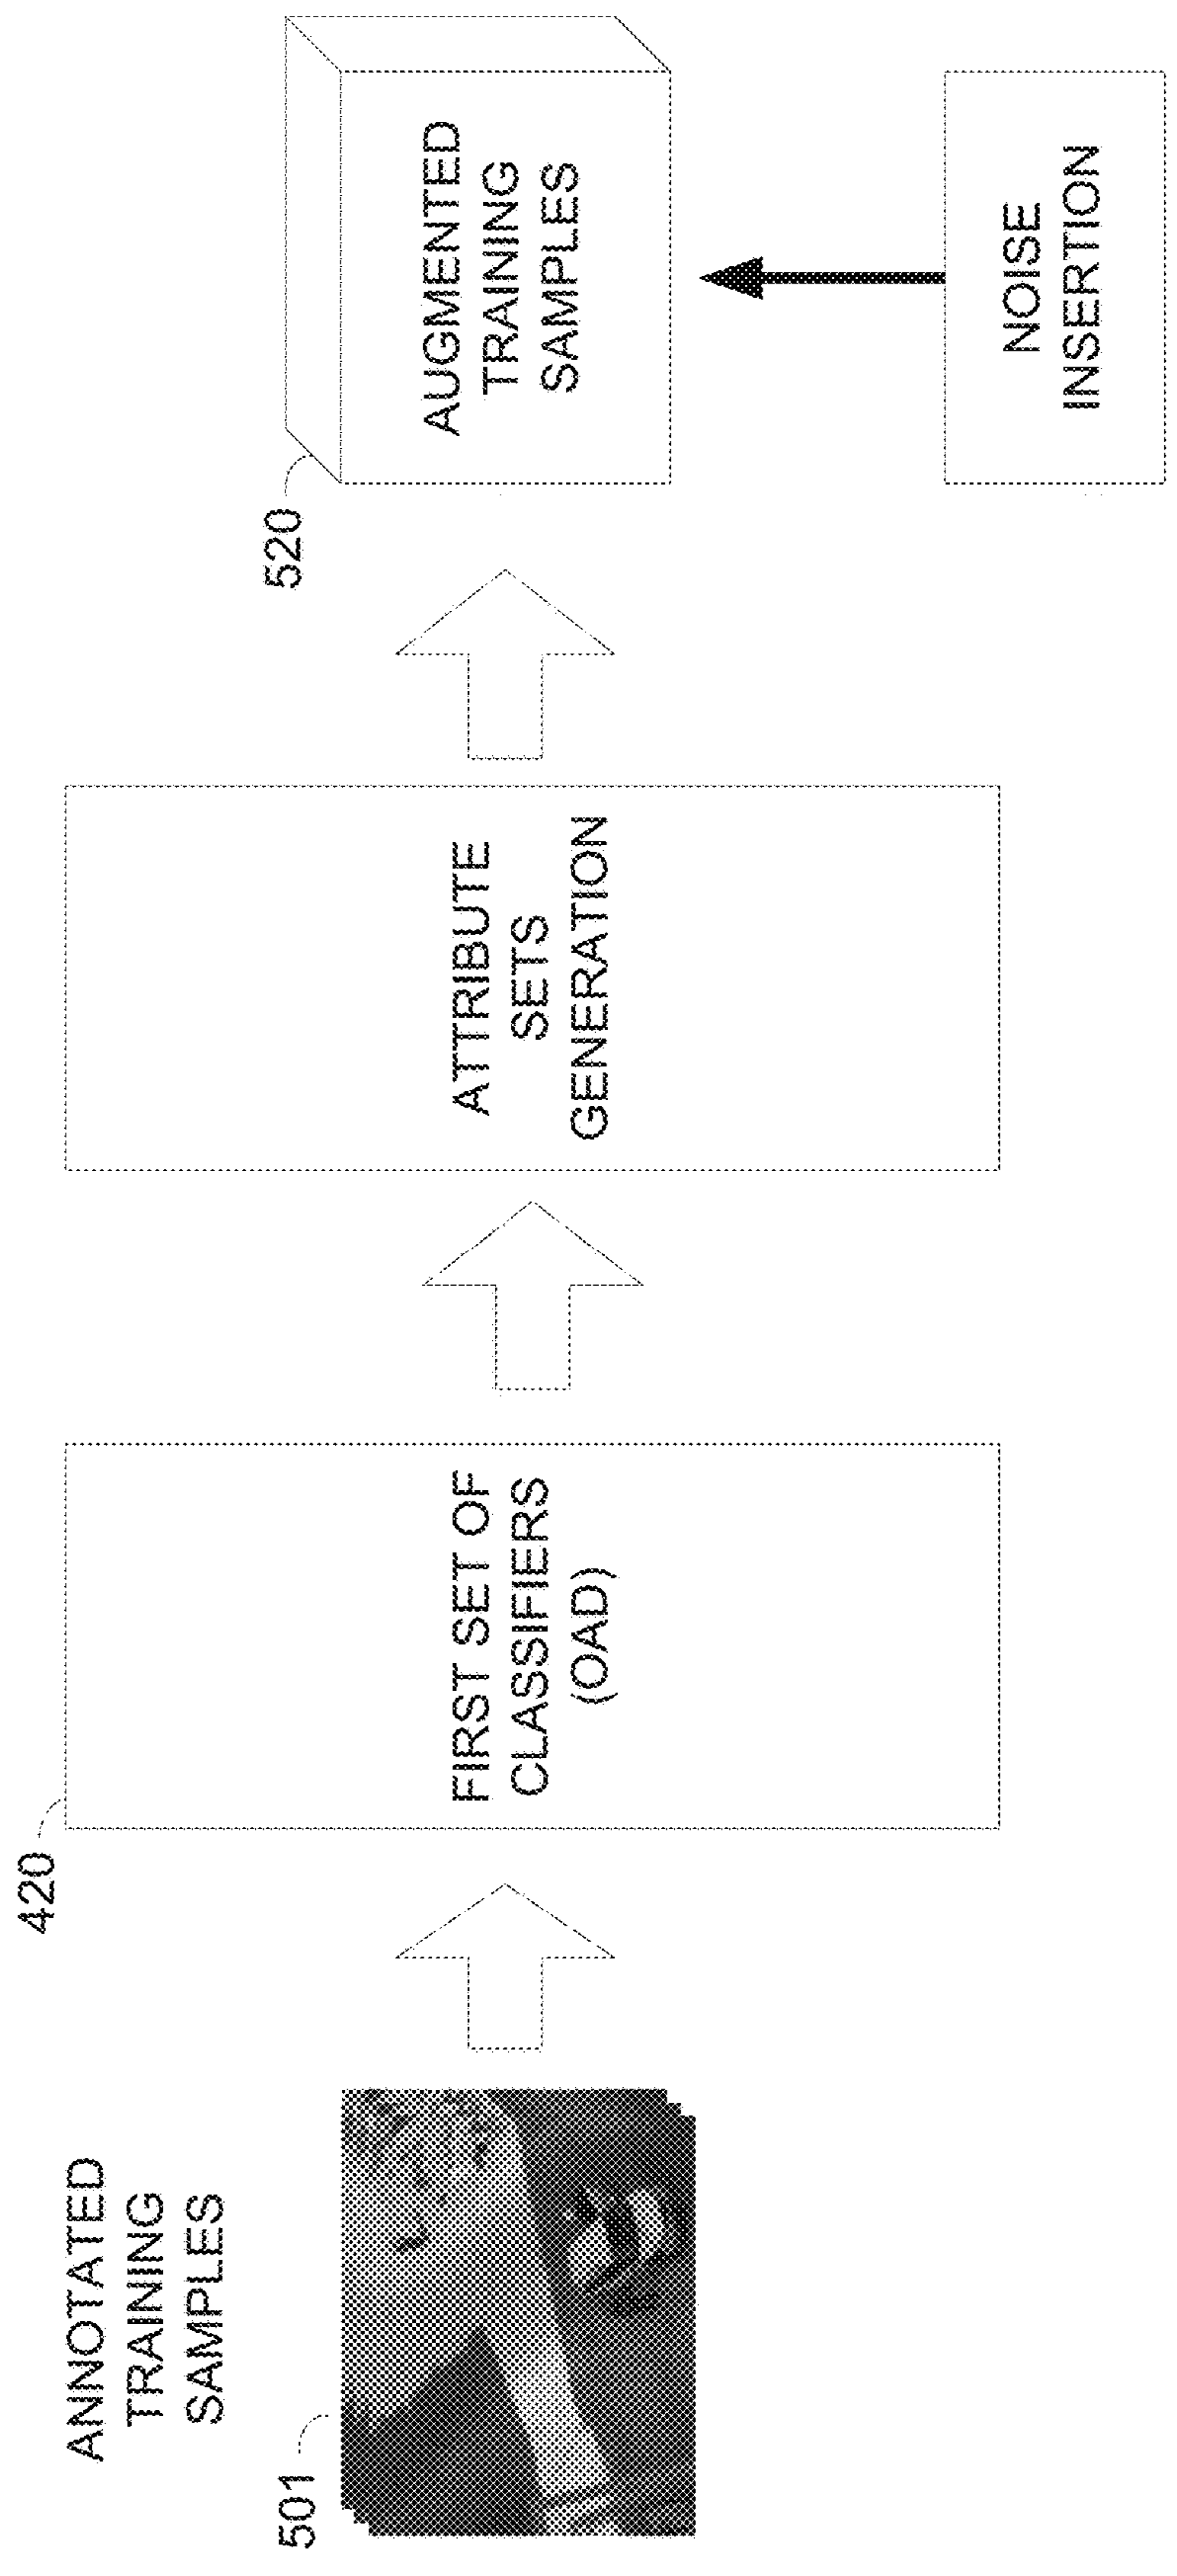 ANNOTATED
TRAINING
SAMPLES
501
420
FIRST SET OF
CLASSIFIERS
(OAD)
ATTRIBUTE
SETS
GENERATION
520
AUGMENTED
TRAINING
SAMPLES
NOISE
INSERTION